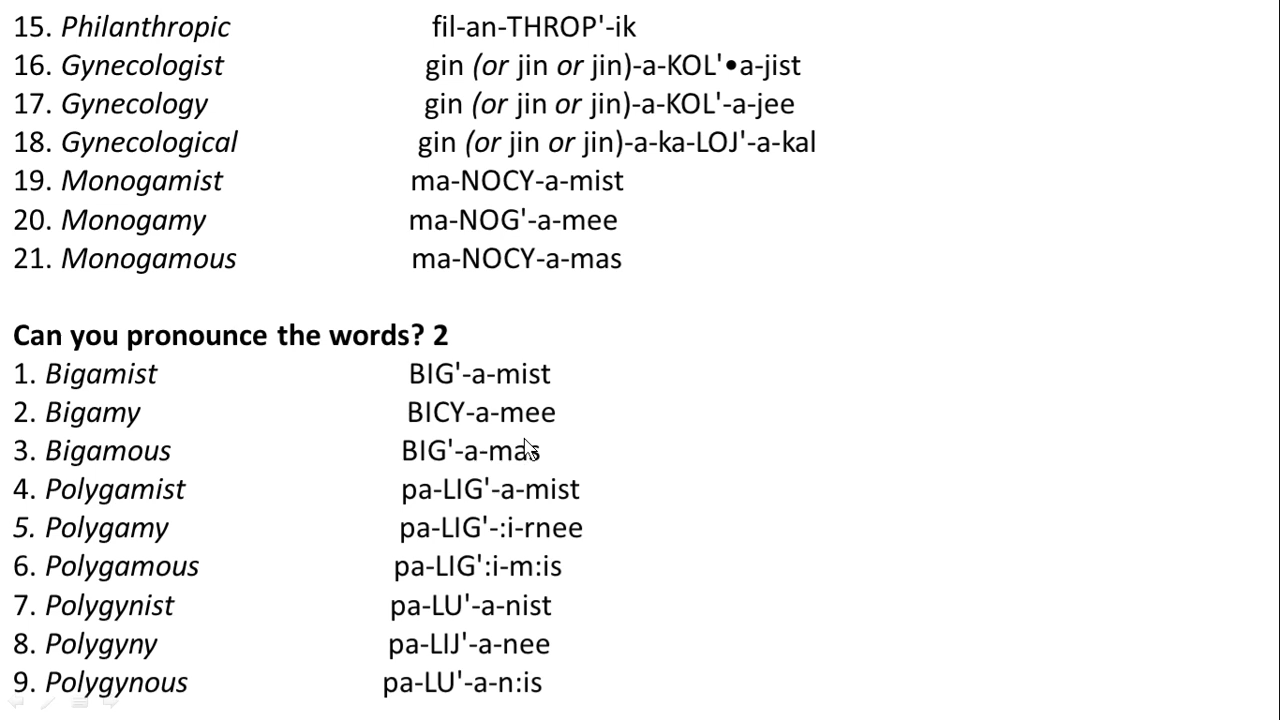 15. Philanthropic fil-an-THROP'-ik
16. Gynecologist gin (or jin or jin)-a-KOL'•a-jist
17. Gynecology gin (or jin or jin)-a-KOL'-a-jee
18. Gynecological gin (or jin or jin)-a-ka-LOJ'-a-kal
19. Monogamist ma-NOCY-a-mist
20. Monogamy ma-NOG'-a-mee
21. Monogamous ma-NOCY-a-mas
Can you pronounce the words? 2
1. Bigamist BIG'-a-mist
2. Bigamy BICY-a-mee
3. Bigamous BIG'-a-mas
4. Polygamist pa-LIG'-a-mist
5. Polygamy pa-LIG'-:i-rnee
6. Polygamous pa-LIG':i-m:is
7. Polygynist pa-LU'-a-nist
8. Polygyny pa-LIJ'-a-nee
9. Polygynous pa-LU'-a-n:is